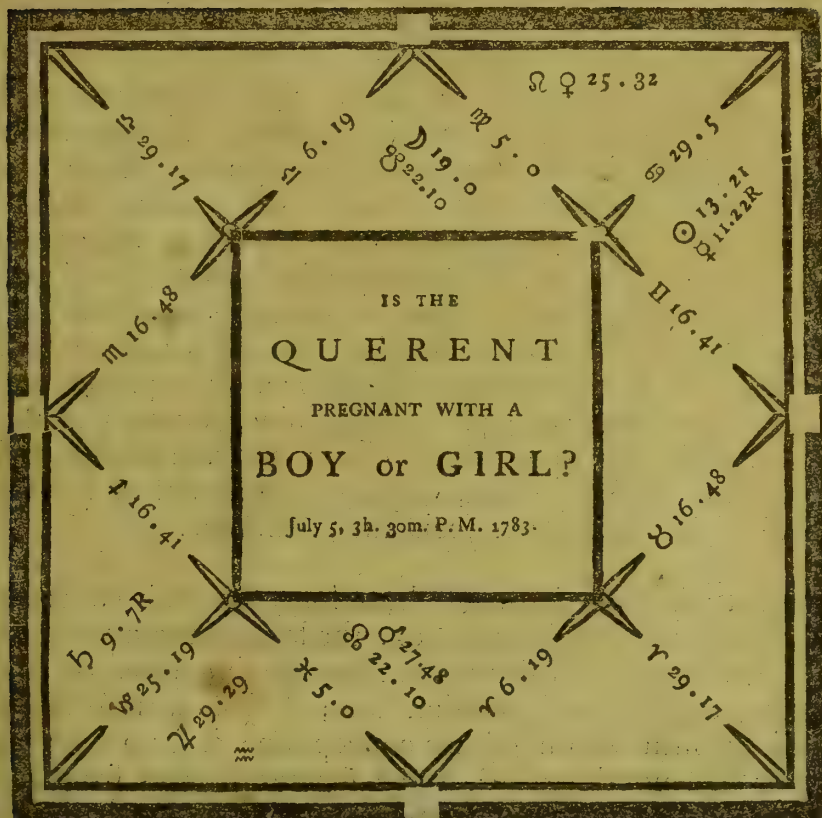 ♌ ♀ 25.32
♎ 29.17
♎ 6.19
☽ 19.0
☋ 22.10
♍ 5.0
♋ 29.5
☉ 13.21
☿ 11.22R
♏ 16.48
♊ 16.41
IS THE
QUERENT
PREGNANT WITH A
BOY or GIRL?
July 5, 3h. 30m. P.M. 1783.
♐ 16.41
♉ 16.48
♄ 9.7R
♑ 25.19
♃ 29.29
♒
♓ 5.0
☊ ♂ 27.48
22.10
♈ 6.19
♈ 29.17